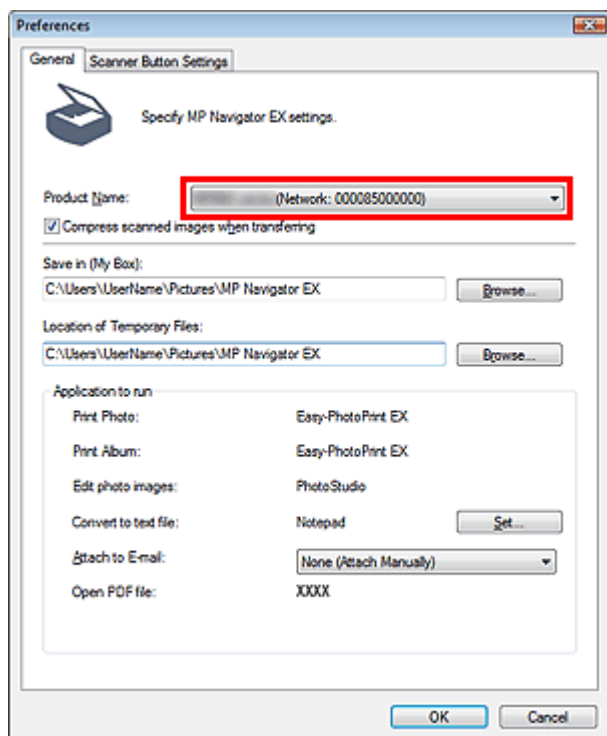 Preferences
General Scanner Button Settings
Specify MP Navigator EX settings.
Product Name: (Network: 000085000000)
Compress scanned images when transferring
Save in (My Box):
C:\Users\UserName\Pictures\MP Navigator EX Browse...
Location of Temporary Files:
C:\Users\UserName\Pictures\MP Navigator EX Browse...
Application to run
Print Photo: Easy-PhotoPrint EX
Print Album: Easy-PhotoPrint EX
Edit photo images: PhotoStudio
Convert to text file: Notepad Set...
Attach to E-mail: None (Attach Manually)
Open PDF file: XXXX
OK Cancel